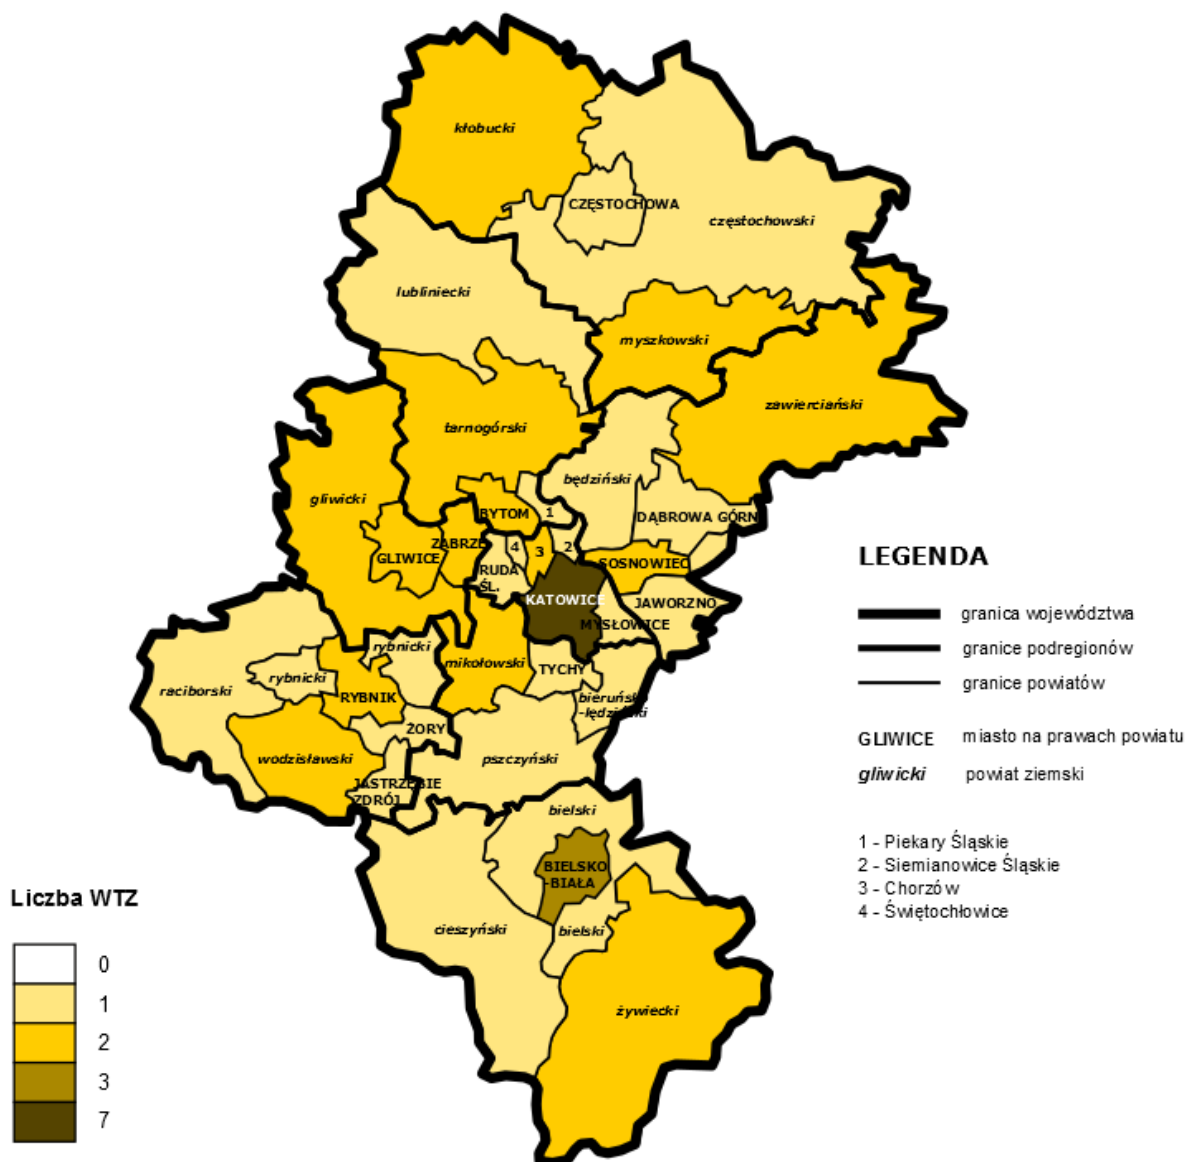 kłobucki
CZĘSTOCHOWA
częstochowski
lubliniecki
myszkowski
zawierciański
tarnogórski
będziński
gliwicki
BYTOM
1
DĄBROWA GÓRN
ZABRZE
GLIWICE
4
3
2
SOSNOWIEC
RUDA
ŚL.
KATOWICE
JAWORZNO
MYSŁOWICE
rybnicki
mikołowski
TYCHY
raciborski
rybnicki
RYBNIK
bieruńsko
-lędziński
ŻORY
wodzisławski
pszczyński
JASTRZĘBIE
ZDRÓJ
bielski
BIELSKO
-BIAŁA
cieszyński
bielski
żywiecki
LEGENDA
granica województwa
granice podregionów
granice powiatów
GLIWICE miasto na prawach powiatu
gliwicki powiat ziemski
1 - Piekary Śląskie
2 - Siemianowice Śląskie
3 - Chorzów
4 - Świętochłowice
Liczba WTZ
0
1
2
3
7